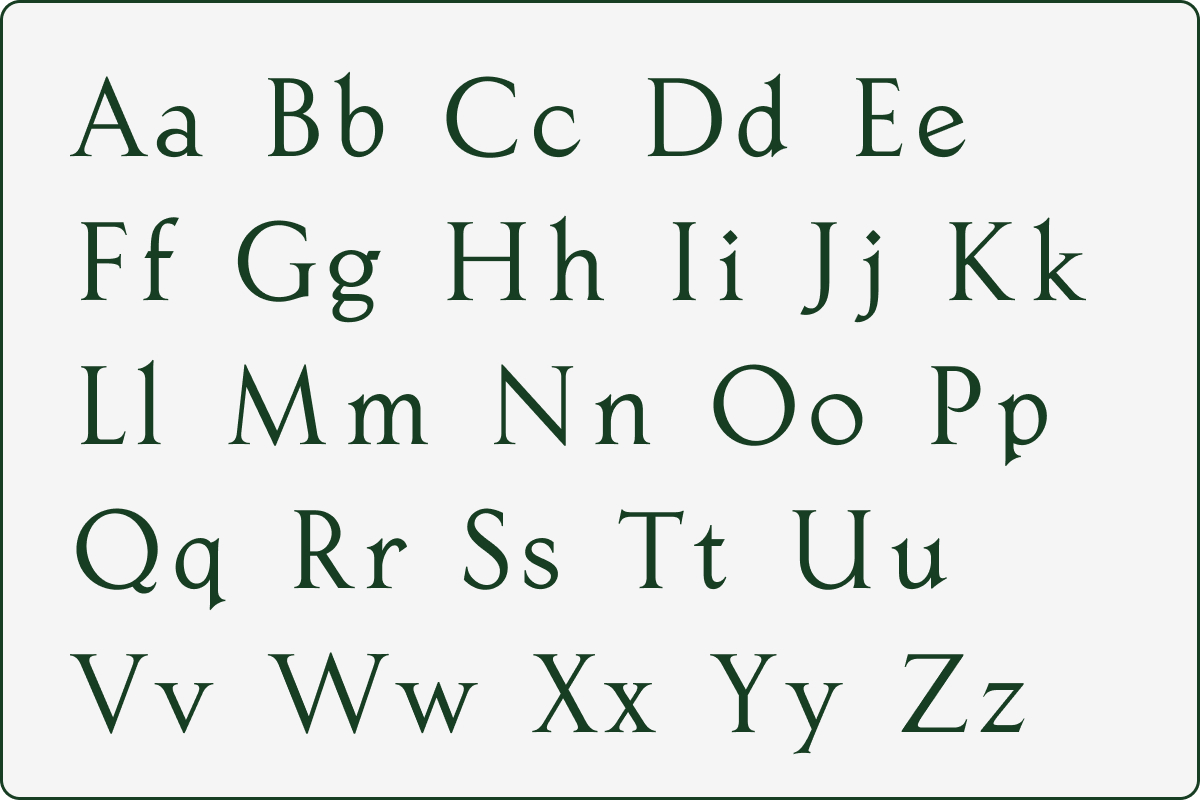 Aa Bb Cc Dd Ee
Ff Gg Hh Ii Jj Kk
Ll Mm Nn Oo Pp
Qq Rr Ss Tt Uu
Vv Ww Xx Yy Zz